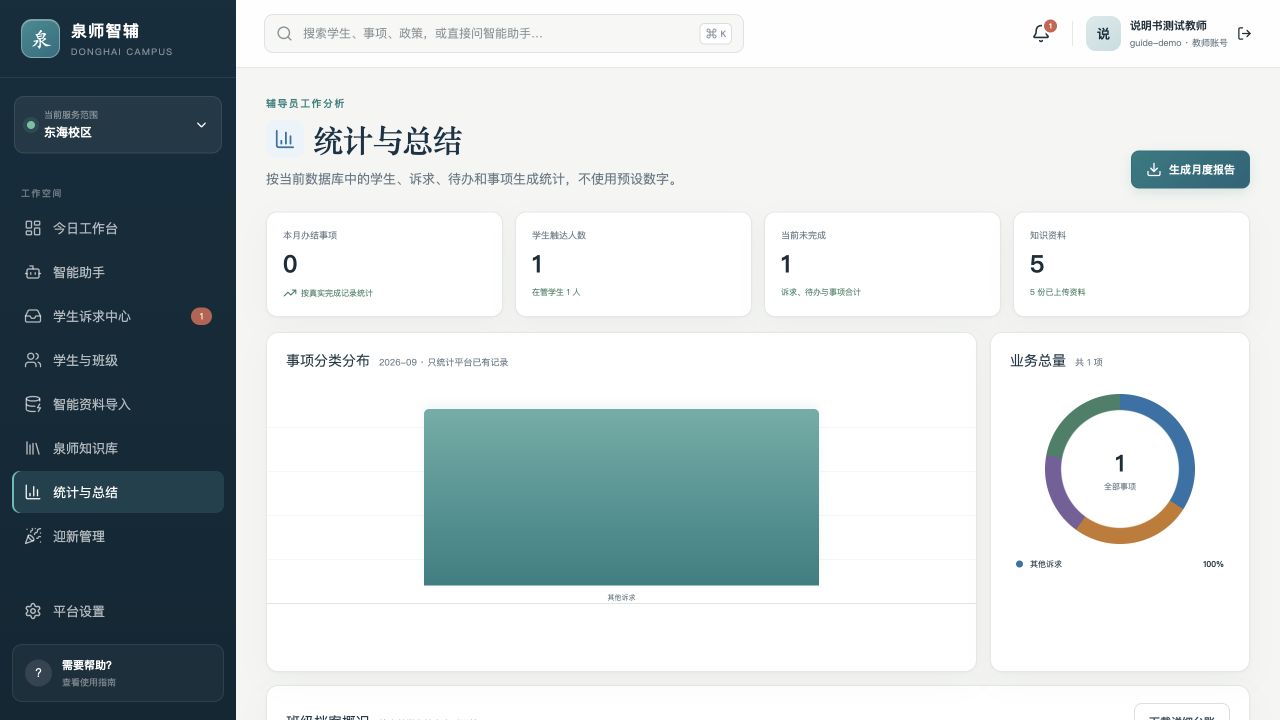 泉
泉师智辅
DONGHAI CAMPUS
当前服务范围
东海校区
工作空间
今日工作台
智能助手
学生诉求中心
1
学生与班级
智能资料导入
泉师知识库
统计与总结
迎新管理
平台设置
?
需要帮助?
查看使用指南
搜索学生、事项、政策，或直接问智能助手…
⌘ K
1
说
说明书测试教师
guide-demo · 教师账号
辅导员工作分析
统计与总结
按当前数据库中的学生、诉求、待办和事项生成统计，不使用预设数字。
生成月度报告
本月办结事项
0
按真实完成记录统计
学生触达人数
1
在管学生 1 人
当前未完成
1
诉求、待办与事项合计
知识资料
5
5 份已上传资料
事项分类分布 2026-09 · 只统计平台已有记录
其他诉求
业务总量 共 1 项
1
全部事项
其他诉求 100%
班级档案概况
下载详细台账